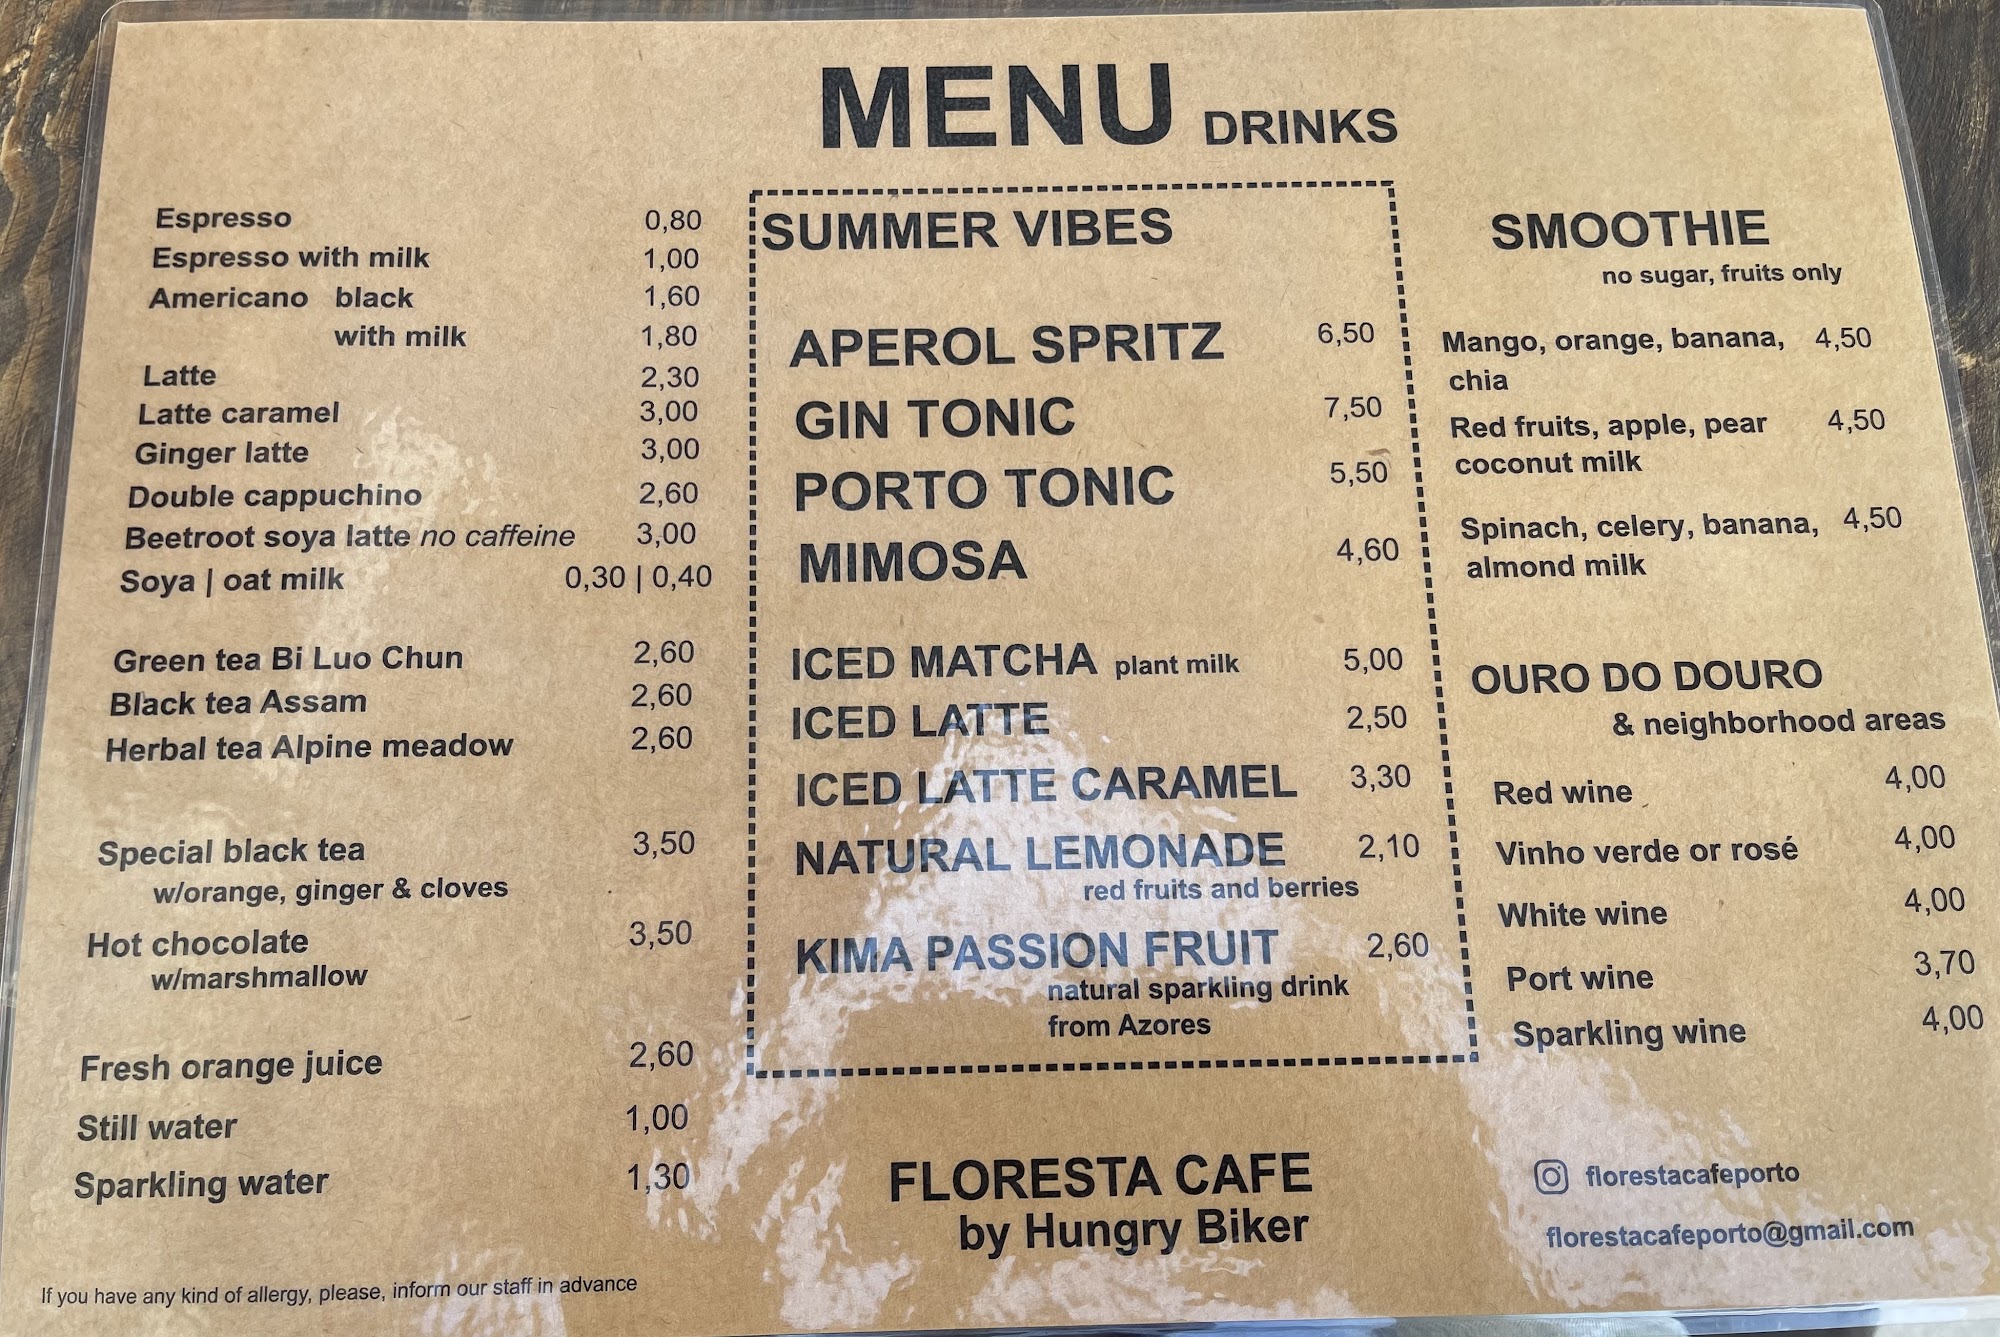 MENU DRINKS
Espresso 0,80
Espresso with milk 1,00
Americano black 1,60
with milk 1,80
Latte 2,30
Latte caramel 3,00
Ginger latte 3,00
Double cappuchino 2,60
Beetroot soya latte no caffeine 3,00
Soya | oat milk 0,30 | 0,40
Green tea Bi Luo Chun 2,60
Black tea Assam 2,60
Herbal tea Alpine meadow 2,60
Special black tea 3,50
w/orange, ginger & cloves
Hot chocolate 3,50
w/marshmallow
Fresh orange juice 2,60
Still water 1,00
Sparkling water 1,30
If you have any kind of allergy, please, inform our staff in advance
SUMMER VIBES
APEROL SPRITZ 6,50
GIN TONIC 7,50
PORTO TONIC 5,50
MIMOSA 4,60
ICED MATCHA plant milk 5,00
ICED LATTE 2,50
ICED LATTE CARAMEL 3,30
NATURAL LEMONADE 2,10
red fruits and berries
KIMA PASSION FRUIT 2,60
natural sparkling drink
from Azores
FLORESTA CAFE
by Hungry Biker
SMOOTHIE
no sugar, fruits only
Mango, orange, banana, 4,50
chia
Red fruits, apple, pear 4,50
coconut milk
Spinach, celery, banana, 4,50
almond milk
OURO DO DOURO
& neighborhood areas
Red wine 4,00
Vinho verde or rosé 4,00
White wine 4,00
Port wine 3,70
Sparkling wine 4,00
florestacafeporto
florestacafeporto@gmail.com